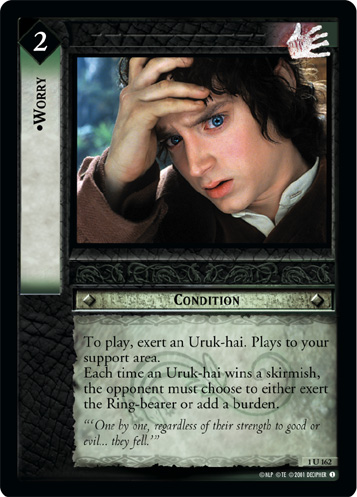 2
•Worry
Condition
To play, exert an Uruk-hai. Plays to your
support area.
Each time an Uruk-hai wins a skirmish,
the opponent must choose to either exert
the Ring-bearer or add a burden.
“‘One by one, regardless of their strength to good or
evil... they fell.’”
1 U 162
©NLP ©TE ©2001 DECIPHER